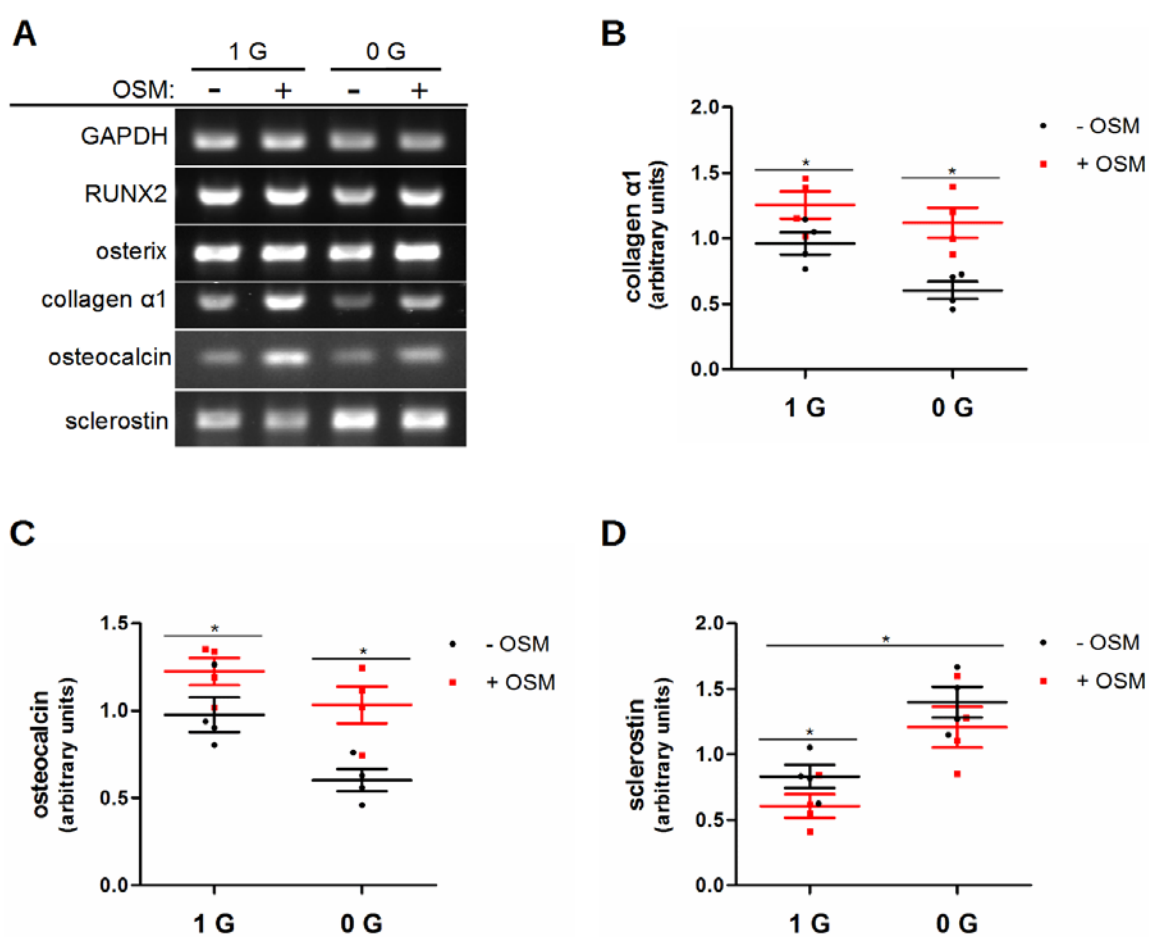 A
1 G 0 G
OSM: - + - +
GAPDH
RUNX2
osterix
collagen α1
osteocalcin
sclerostin
B
collagen α1
(arbitrary units)
2.0
1.5
1.0
0.5
0.0
* *
1 G 0 G
- OSM
+ OSM
C
osteocalcin
(arbitrary units)
1.5
1.0
0.5
0.0
* *
1 G 0 G
- OSM
+ OSM
D
sclerostin
(arbitrary units)
2.0
1.5
1.0
0.5
0.0
*
*
1 G 0 G
- OSM
+ OSM